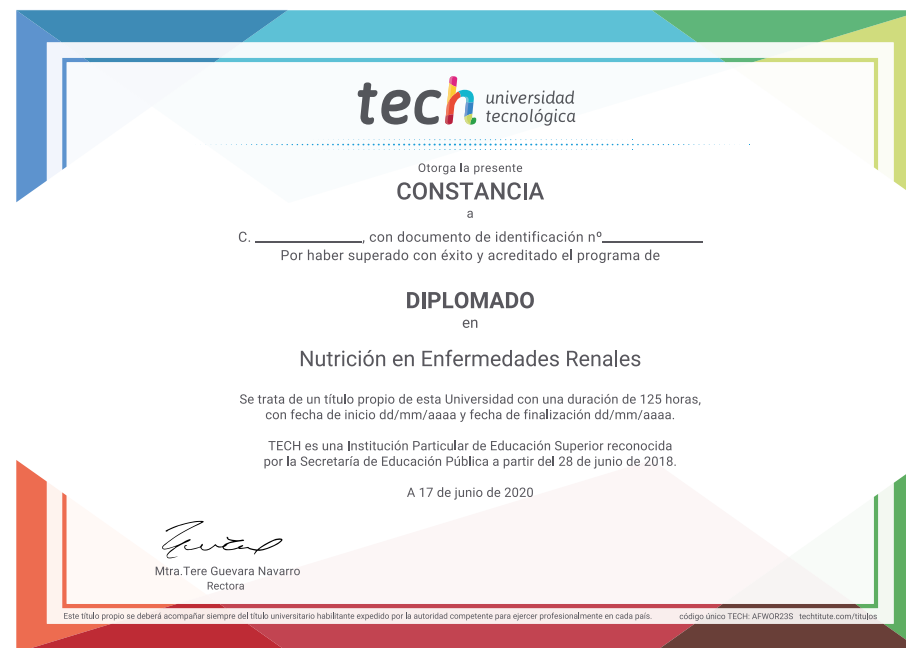 tech universidad
tecnológica
Otorga la presente
CONSTANCIA
a
C. ____________, con documento de identificación nº____________
Por haber superado con éxito y acreditado el programa de
DIPLOMADO
en
Nutrición en Enfermedades Renales
Se trata de un título propio de esta Universidad con una duración de 125 horas,
con fecha de inicio dd/mm/aaaa y fecha de finalización dd/mm/aaaa.
TECH es una Institución Particular de Educación Superior reconocida
por la Secretaría de Educación Pública a partir del 28 de junio de 2018.
A 17 de junio de 2020
Mtra.Tere Guevara Navarro
Rectora
Este título propio se deberá acompañar siempre del título universitario habilitante expedido por la autoridad competente para ejercer profesionalmente en cada país. código único TECH: AFWOR23S techtitute.com/titulos